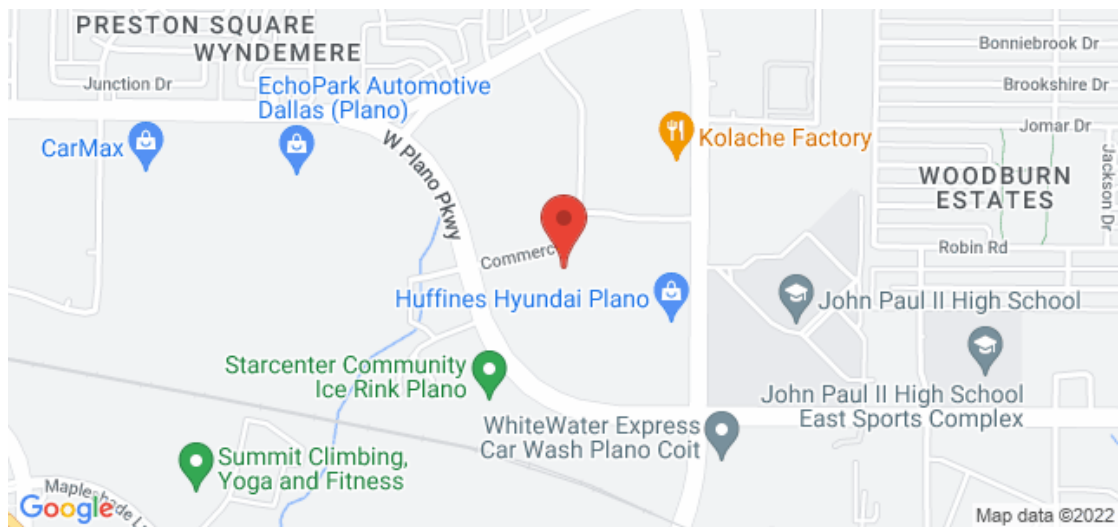 PRESTON SQUARE
WYNDEMERE
Bonniebrook Dr
Junction Dr
EchoPark Automotive
Dallas (Plano)
Brookshire Dr
CarMax
W Plano Pkwy
Kolache Factory
Jomar Dr
Jackson Dr
WOODBURN
ESTATES
Robin Rd
Commerc
Huffines Hyundai Plano
John Paul II High School
Starcenter Community
Ice Rink Plano
John Paul II High School
East Sports Complex
WhiteWater Express
Car Wash Plano Coit
Summit Climbing,
Yoga and Fitness
Google
Map data ©2022